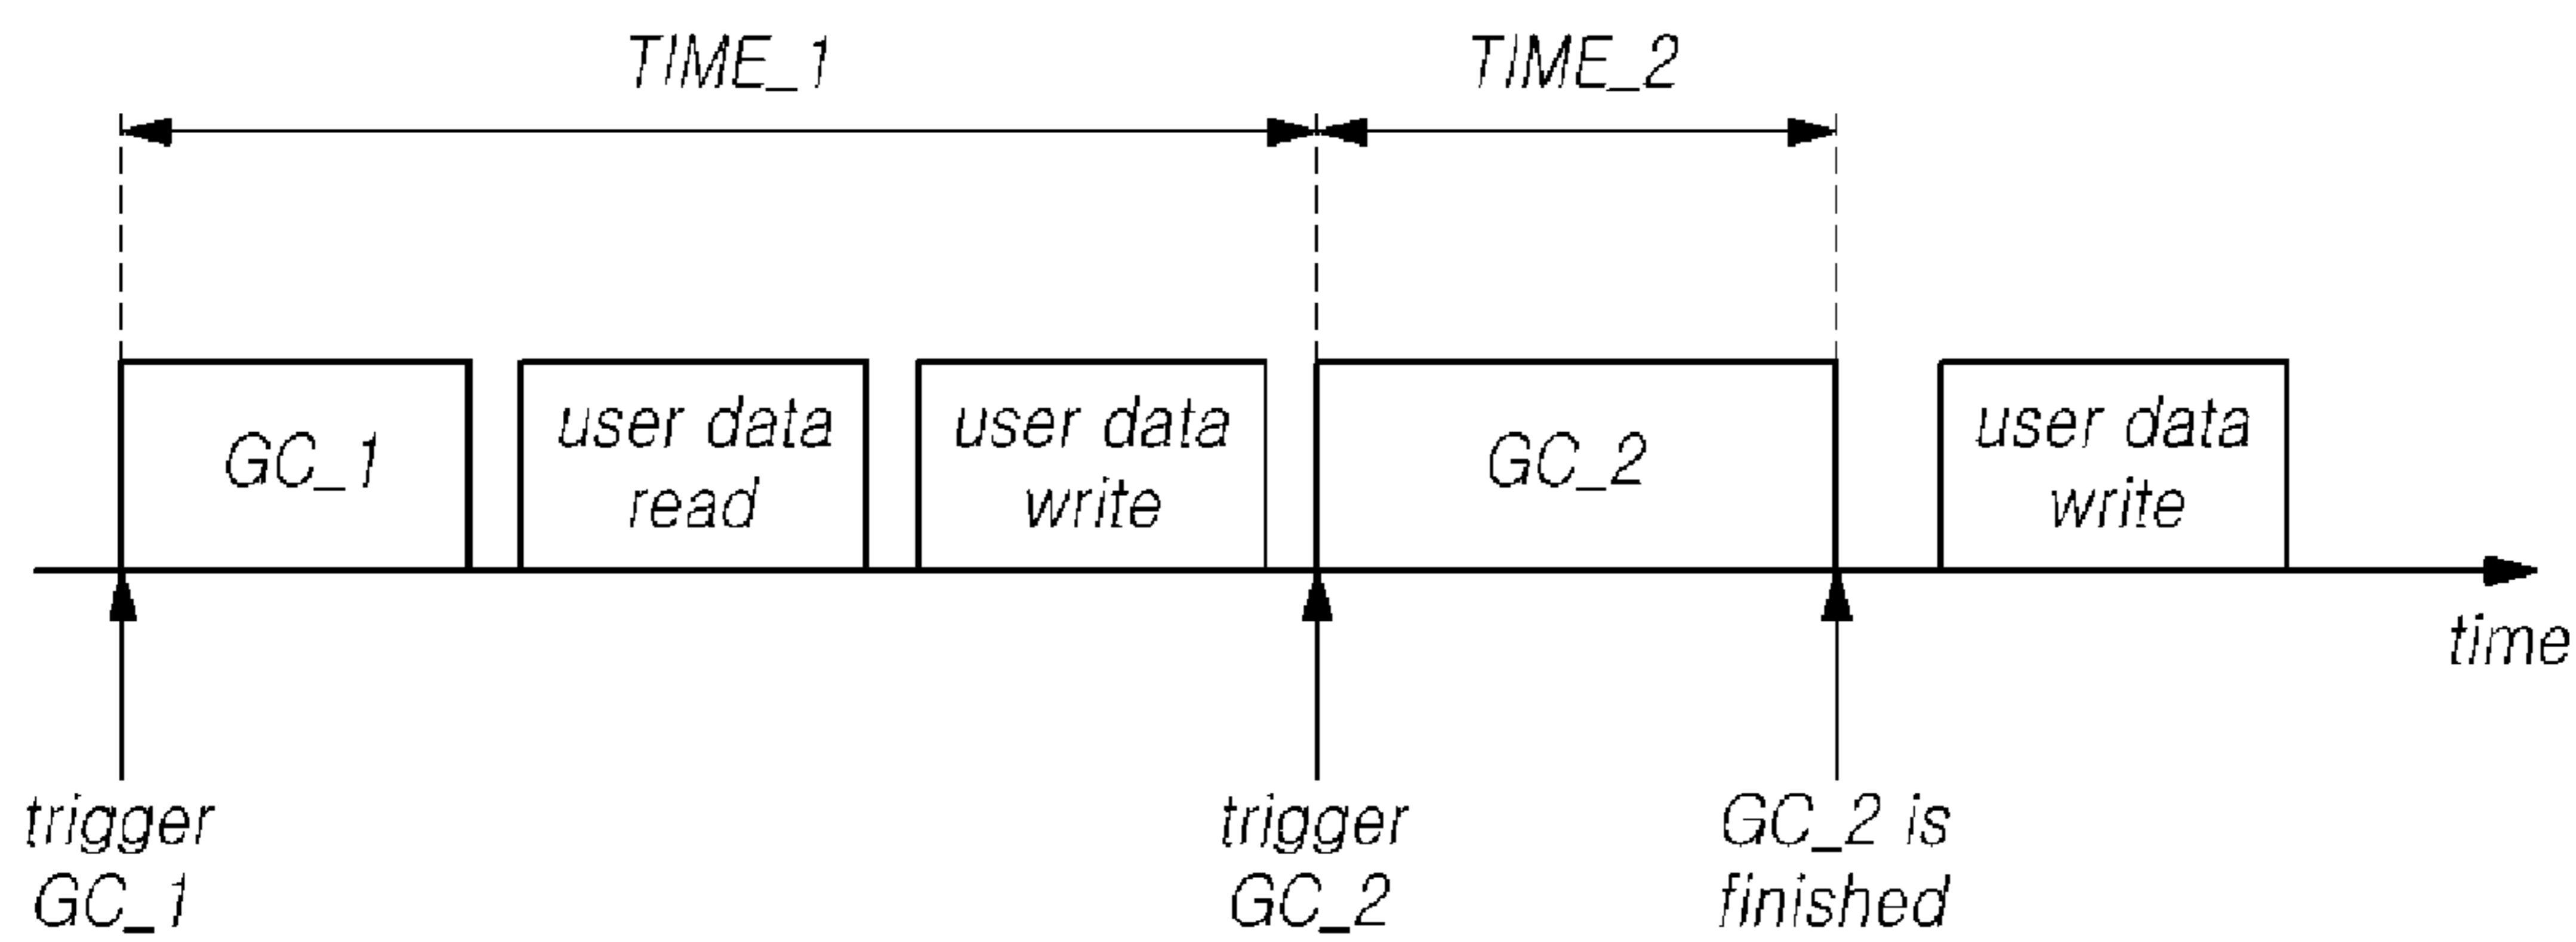 TIME_1
TIME_2
GC_1
user data
read
user data
write
GC_2
user data
write
time
trigger
GC_1
trigger
GC_2
GC_2 is
finished